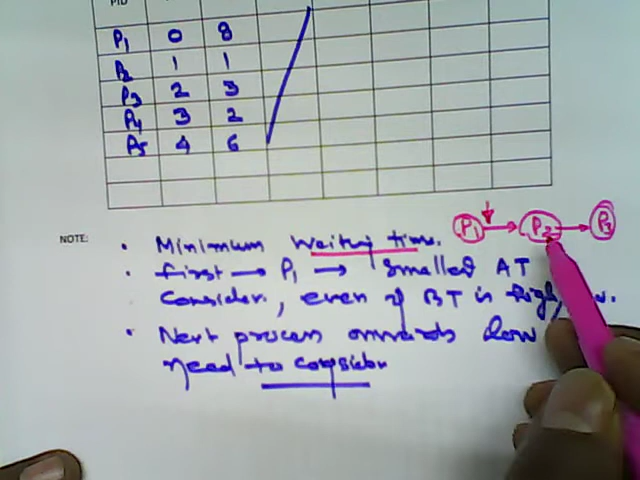 PID
P1 0 8
P2 1 1
P3 2 3
P4 3 2
P5 4 6
P1 → P2 → P3
NOTE:
• Minimum waiting time.
• first → P1 → smalled AT
Consider, even if BT is high
• Next process onwards low
need to consider